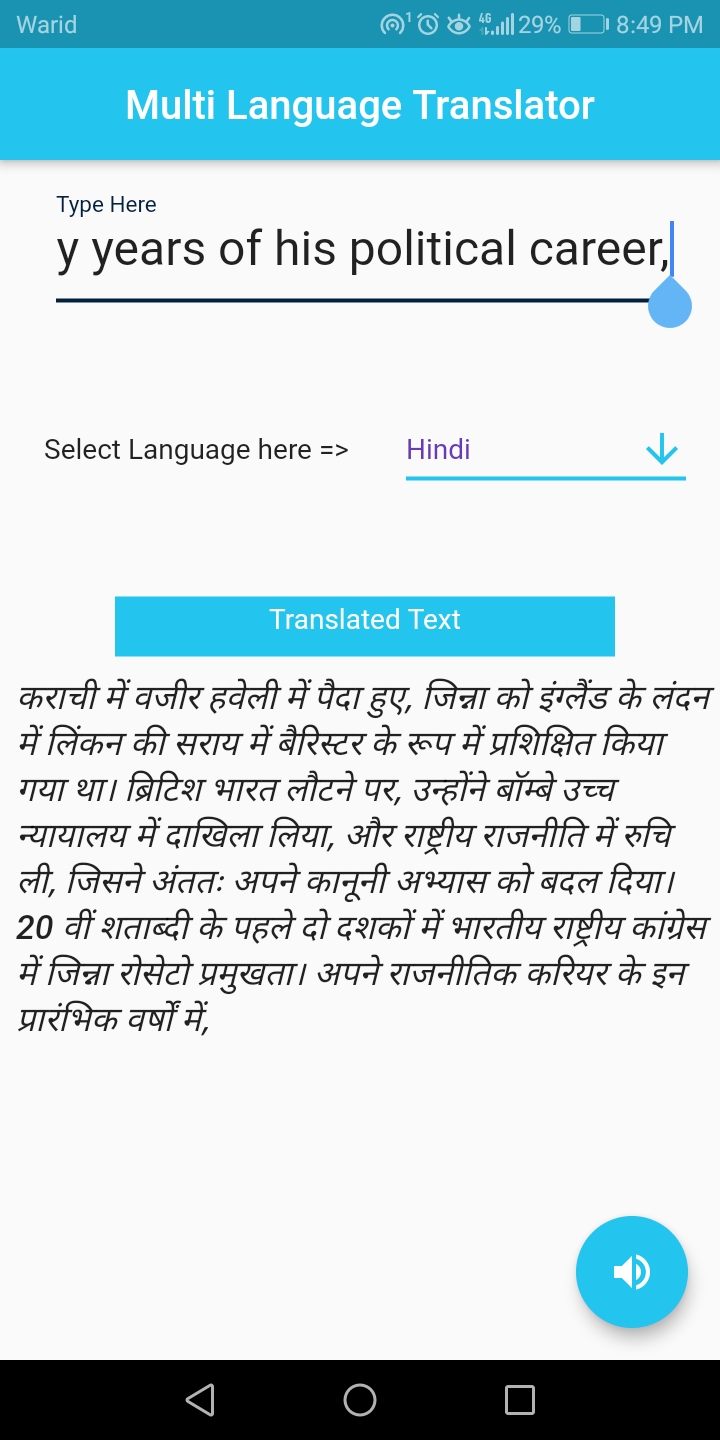 Warid 1 4G 29% 8:49 PM
Multi Language Translator
Type Here
y years of his political career,
Select Language here => Hindi
Translated Text
कराची में वजीर हवेली में पैदा हुए, जिन्ना को इंग्लैंड के लंदन
में लिंकन की सराय में बैरिस्टर के रूप में प्रशिक्षित किया
गया था। ब्रिटिश भारत लौटने पर, उन्होंने बॉम्बे उच्च
न्यायालय में दाखिला लिया, और राष्ट्रीय राजनीति में रुचि
ली, जिसने अंततः अपने कानूनी अभ्यास को बदल दिया।
20 वीं शताब्दी के पहले दो दशकों में भारतीय राष्ट्रीय कांग्रेस
में जिन्ना रोसेटो प्रमुखता। अपने राजनीतिक करियर के इन
प्रारंभिक वर्षों में,